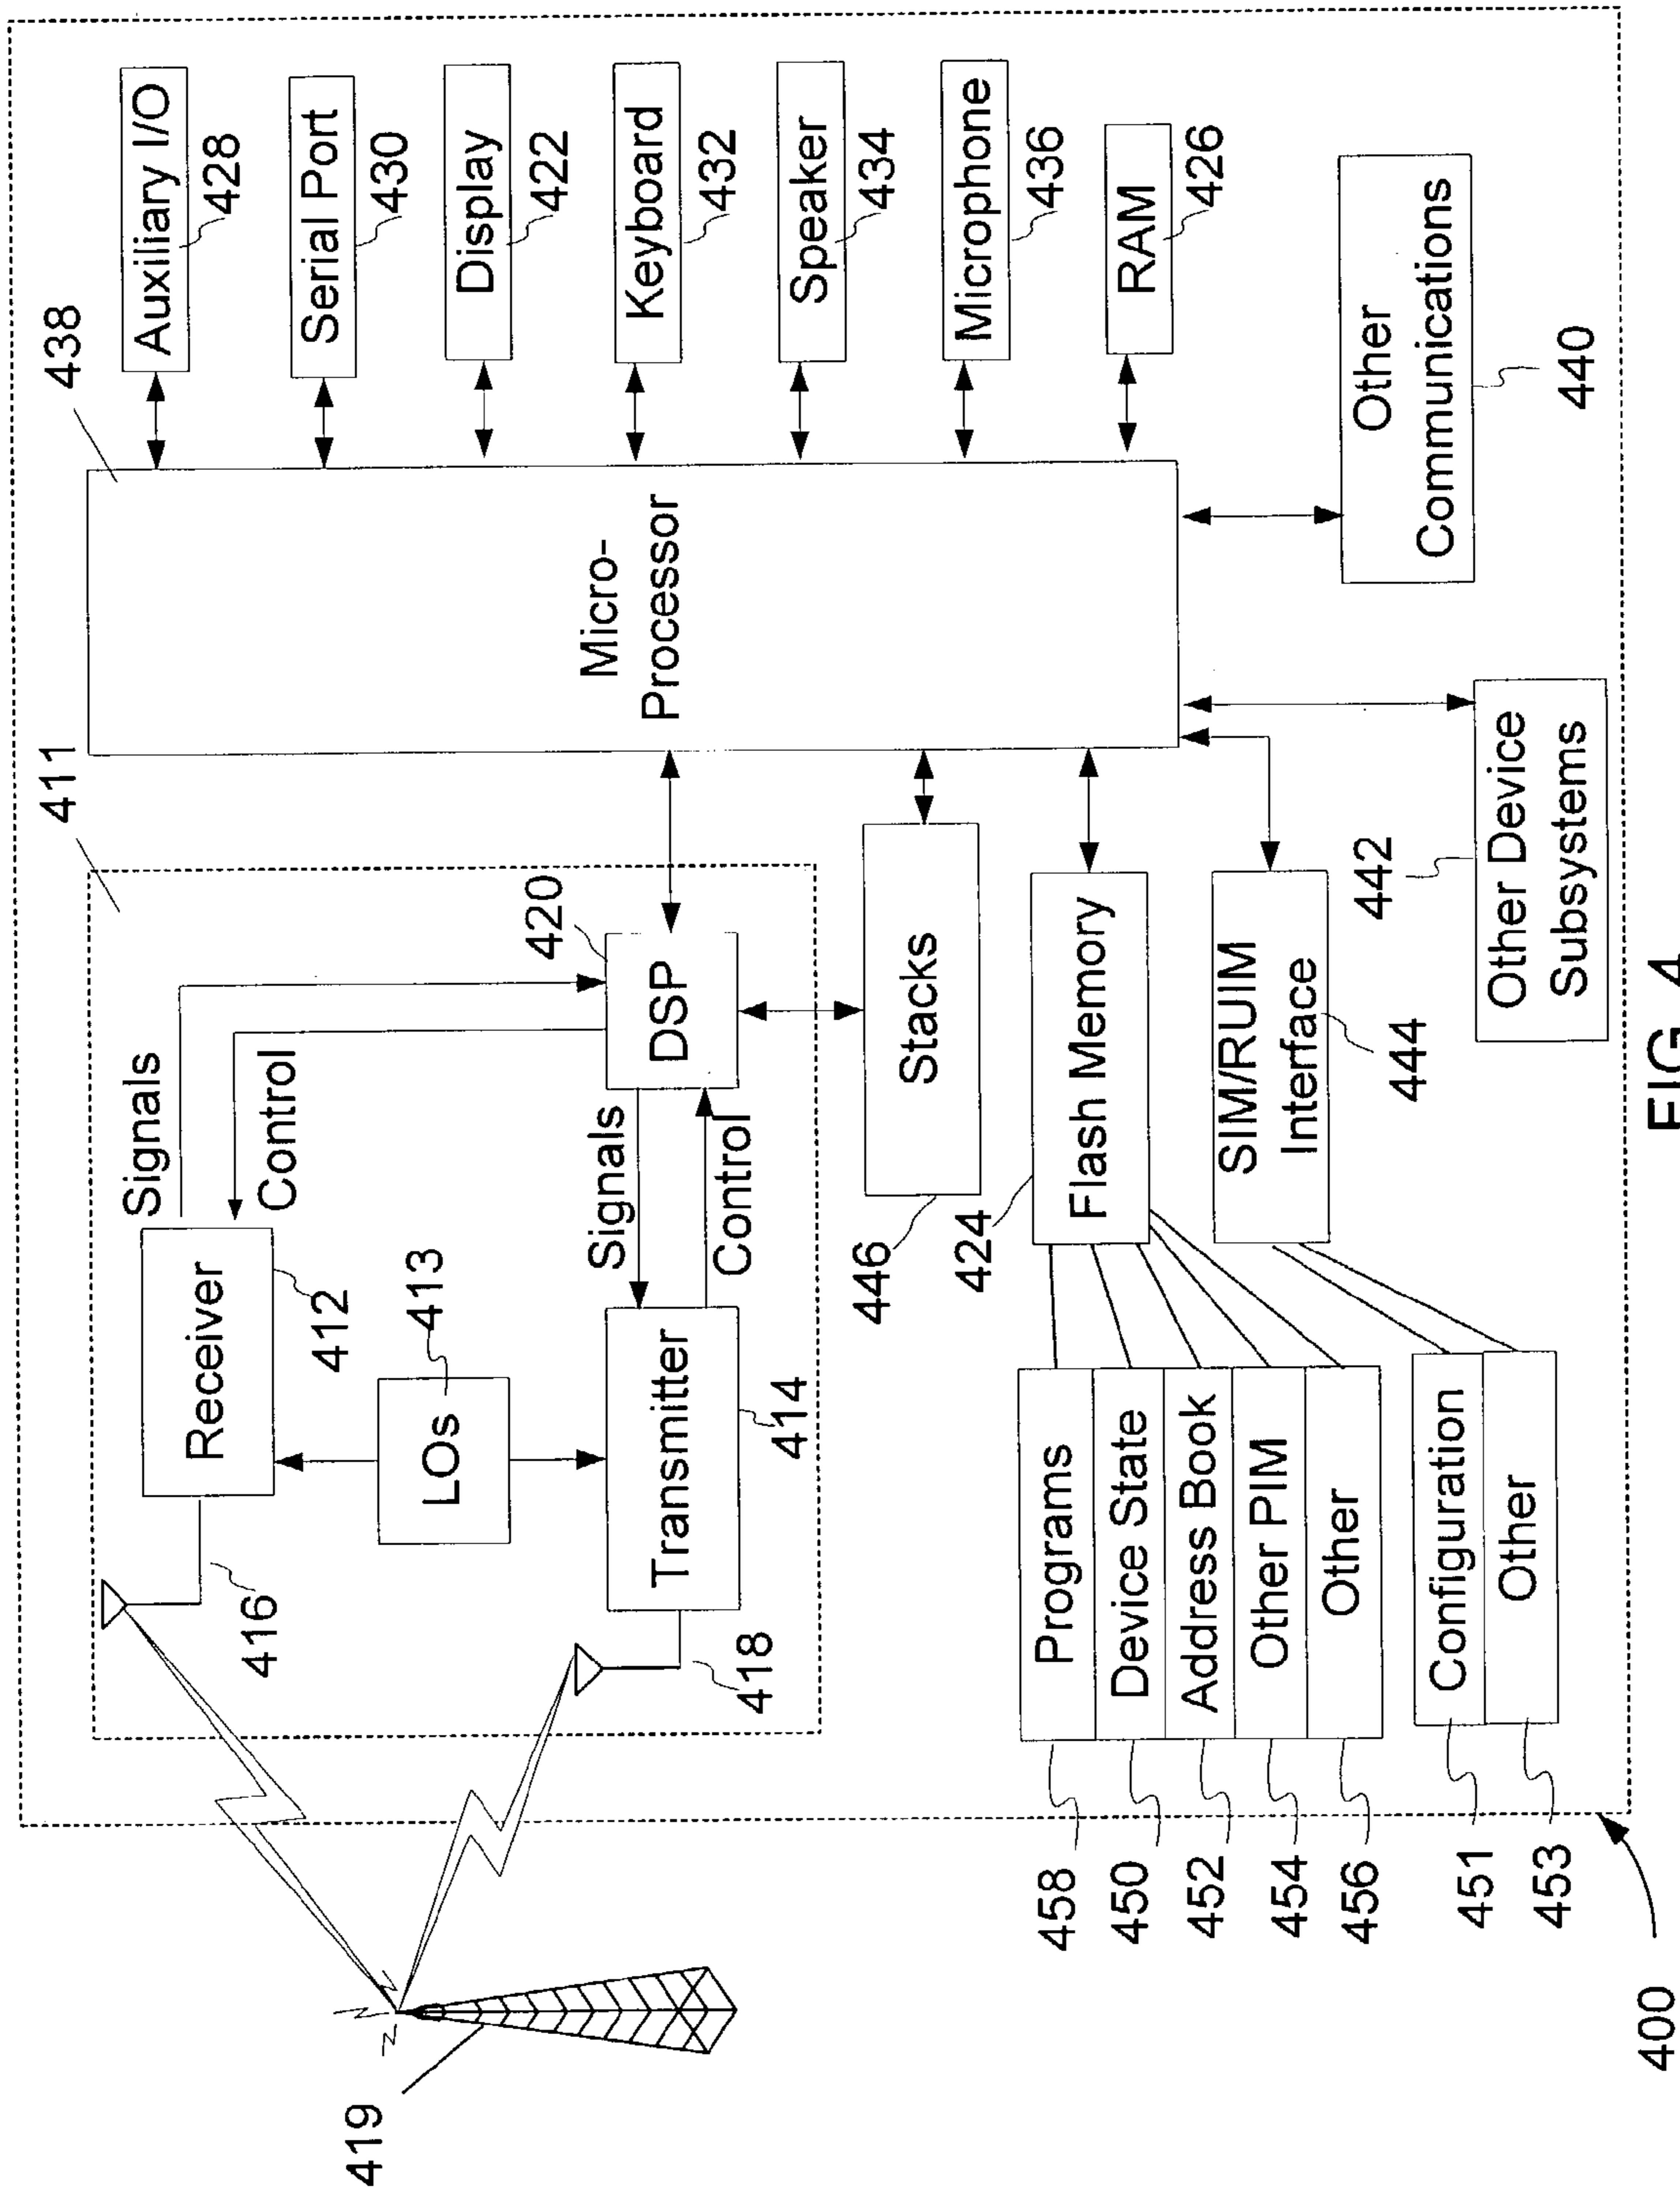 438
411
Auxiliary I/O
428
Serial Port
430
Display
422
Keyboard
432
Speaker
434
Microphone
436
RAM
426
Other
Communications
440
Micro-
Processor
Signals
Control
Receiver
412
416
LOs
413
420
DSP
Signals
Control
Transmitter
414
418
419
Stacks
446
Flash Memory
424
SIM/RUIM
Interface
444
Other Device
Subsystems
442
Programs
458
Device State
450
Address Book
452
Other PIM
454
Other
456
Configuration
451
Other
453
400
FIG. 4